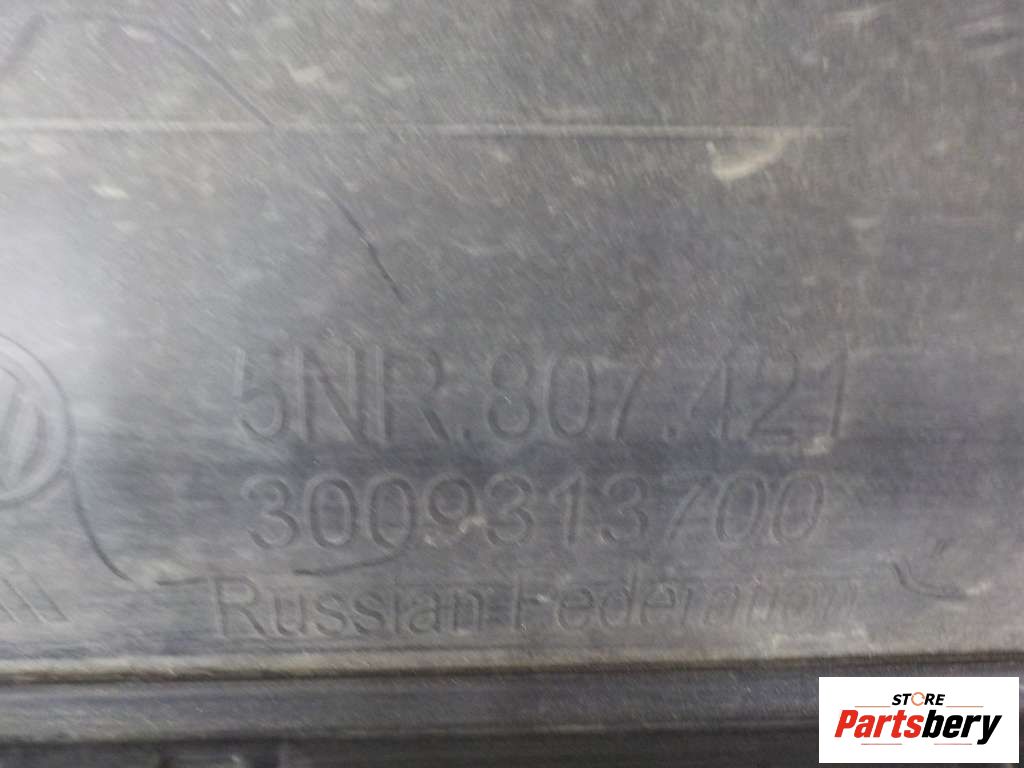 5NR.807.421
3009313700
Russian Federation
STORE
Partsbery